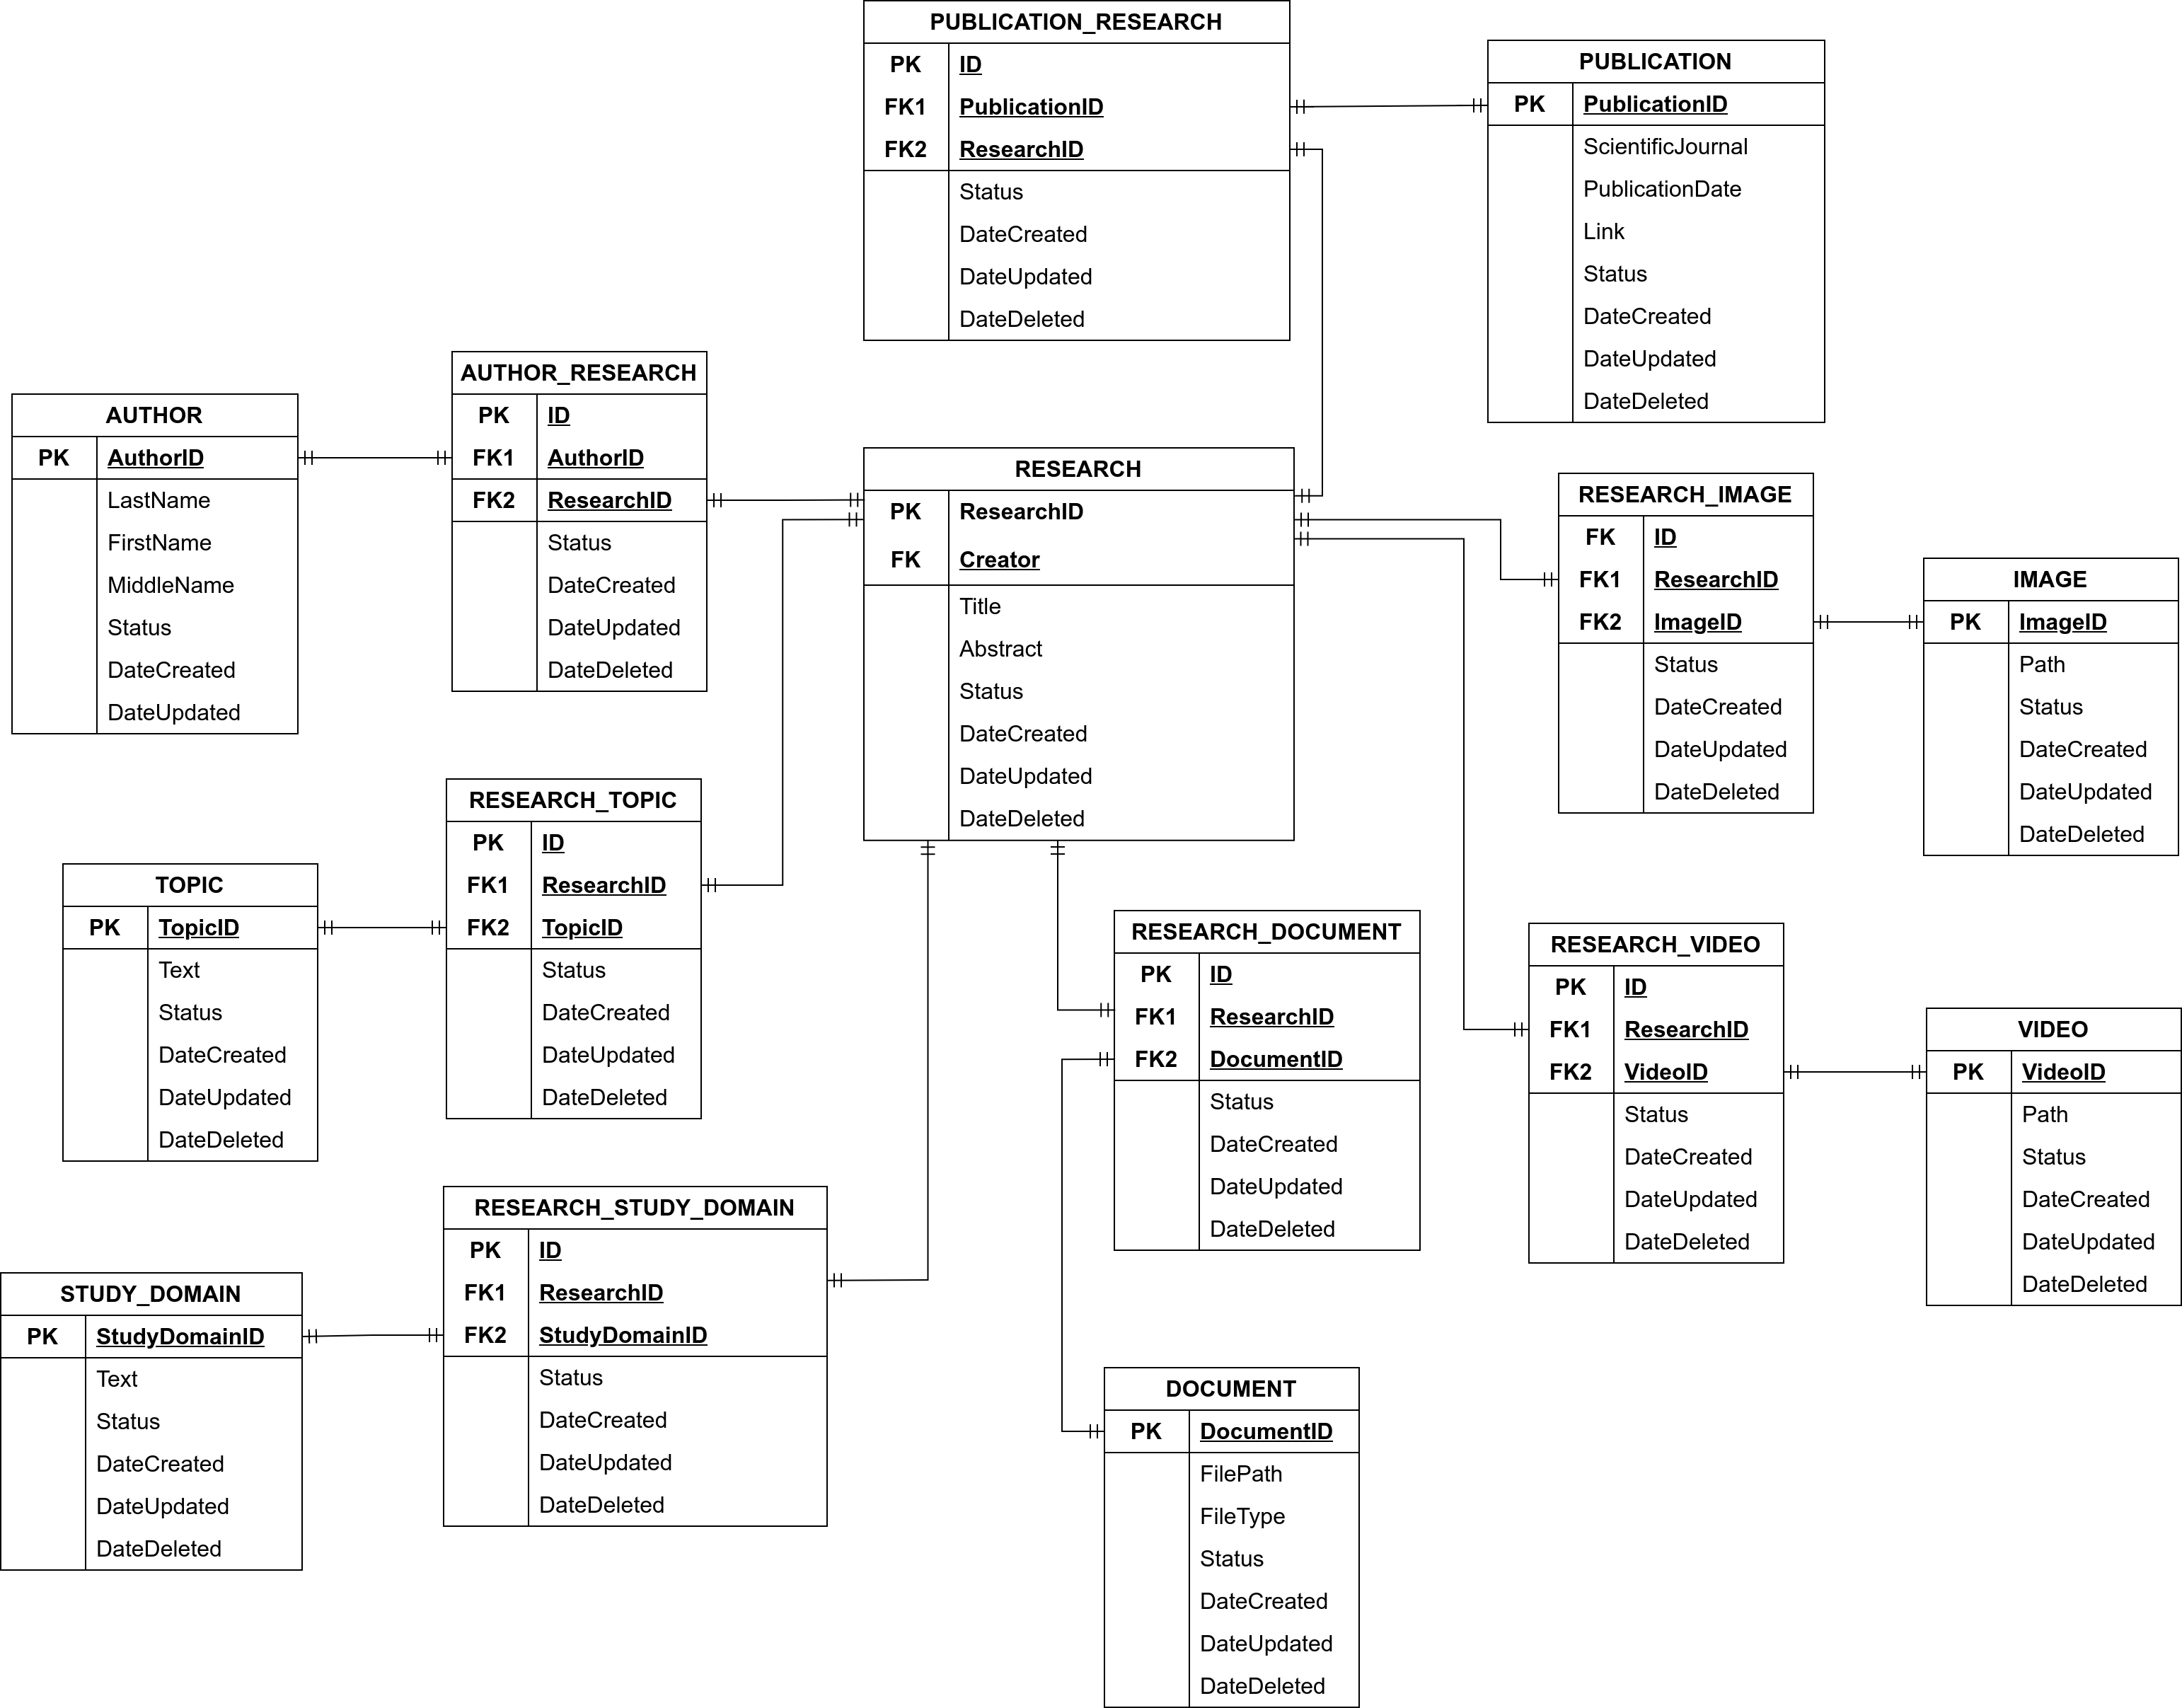 PUBLICATION_RESEARCH
PK ID
FK1 PublicationID
FK2 ResearchID
Status
DateCreated
DateUpdated
DateDeleted
PUBLICATION
PK PublicationID
ScientificJournal
PublicationDate
Link
Status
DateCreated
DateUpdated
DateDeleted
AUTHOR
PK AuthorID
LastName
FirstName
MiddleName
Status
DateCreated
DateUpdated
AUTHOR_RESEARCH
PK ID
FK1 AuthorID
FK2 ResearchID
Status
DateCreated
DateUpdated
DateDeleted
RESEARCH
PK ResearchID
FK Creator
Title
Abstract
Status
DateCreated
DateUpdated
DateDeleted
RESEARCH_IMAGE
FK ID
FK1 ResearchID
FK2 ImageID
Status
DateCreated
DateUpdated
DateDeleted
IMAGE
PK ImageID
Path
Status
DateCreated
DateUpdated
DateDeleted
TOPIC
PK TopicID
Text
Status
DateCreated
DateUpdated
DateDeleted
RESEARCH_TOPIC
PK ID
FK1 ResearchID
FK2 TopicID
Status
DateCreated
DateUpdated
DateDeleted
RESEARCH_DOCUMENT
PK ID
FK1 ResearchID
FK2 DocumentID
Status
DateCreated
DateUpdated
DateDeleted
RESEARCH_VIDEO
PK ID
FK1 ResearchID
FK2 VideoID
Status
DateCreated
DateUpdated
DateDeleted
VIDEO
PK VideoID
Path
Status
DateCreated
DateUpdated
DateDeleted
STUDY_DOMAIN
PK StudyDomainID
Text
Status
DateCreated
DateUpdated
DateDeleted
RESEARCH_STUDY_DOMAIN
PK ID
FK1 ResearchID
FK2 StudyDomainID
Status
DateCreated
DateUpdated
DateDeleted
DOCUMENT
PK DocumentID
FilePath
FileType
Status
DateCreated
DateUpdated
DateDeleted